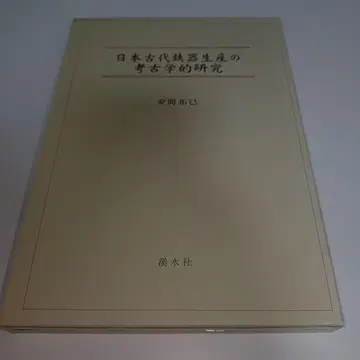 日本古代鉄器生産の
考古学的研究
安間拓巳
渓水社